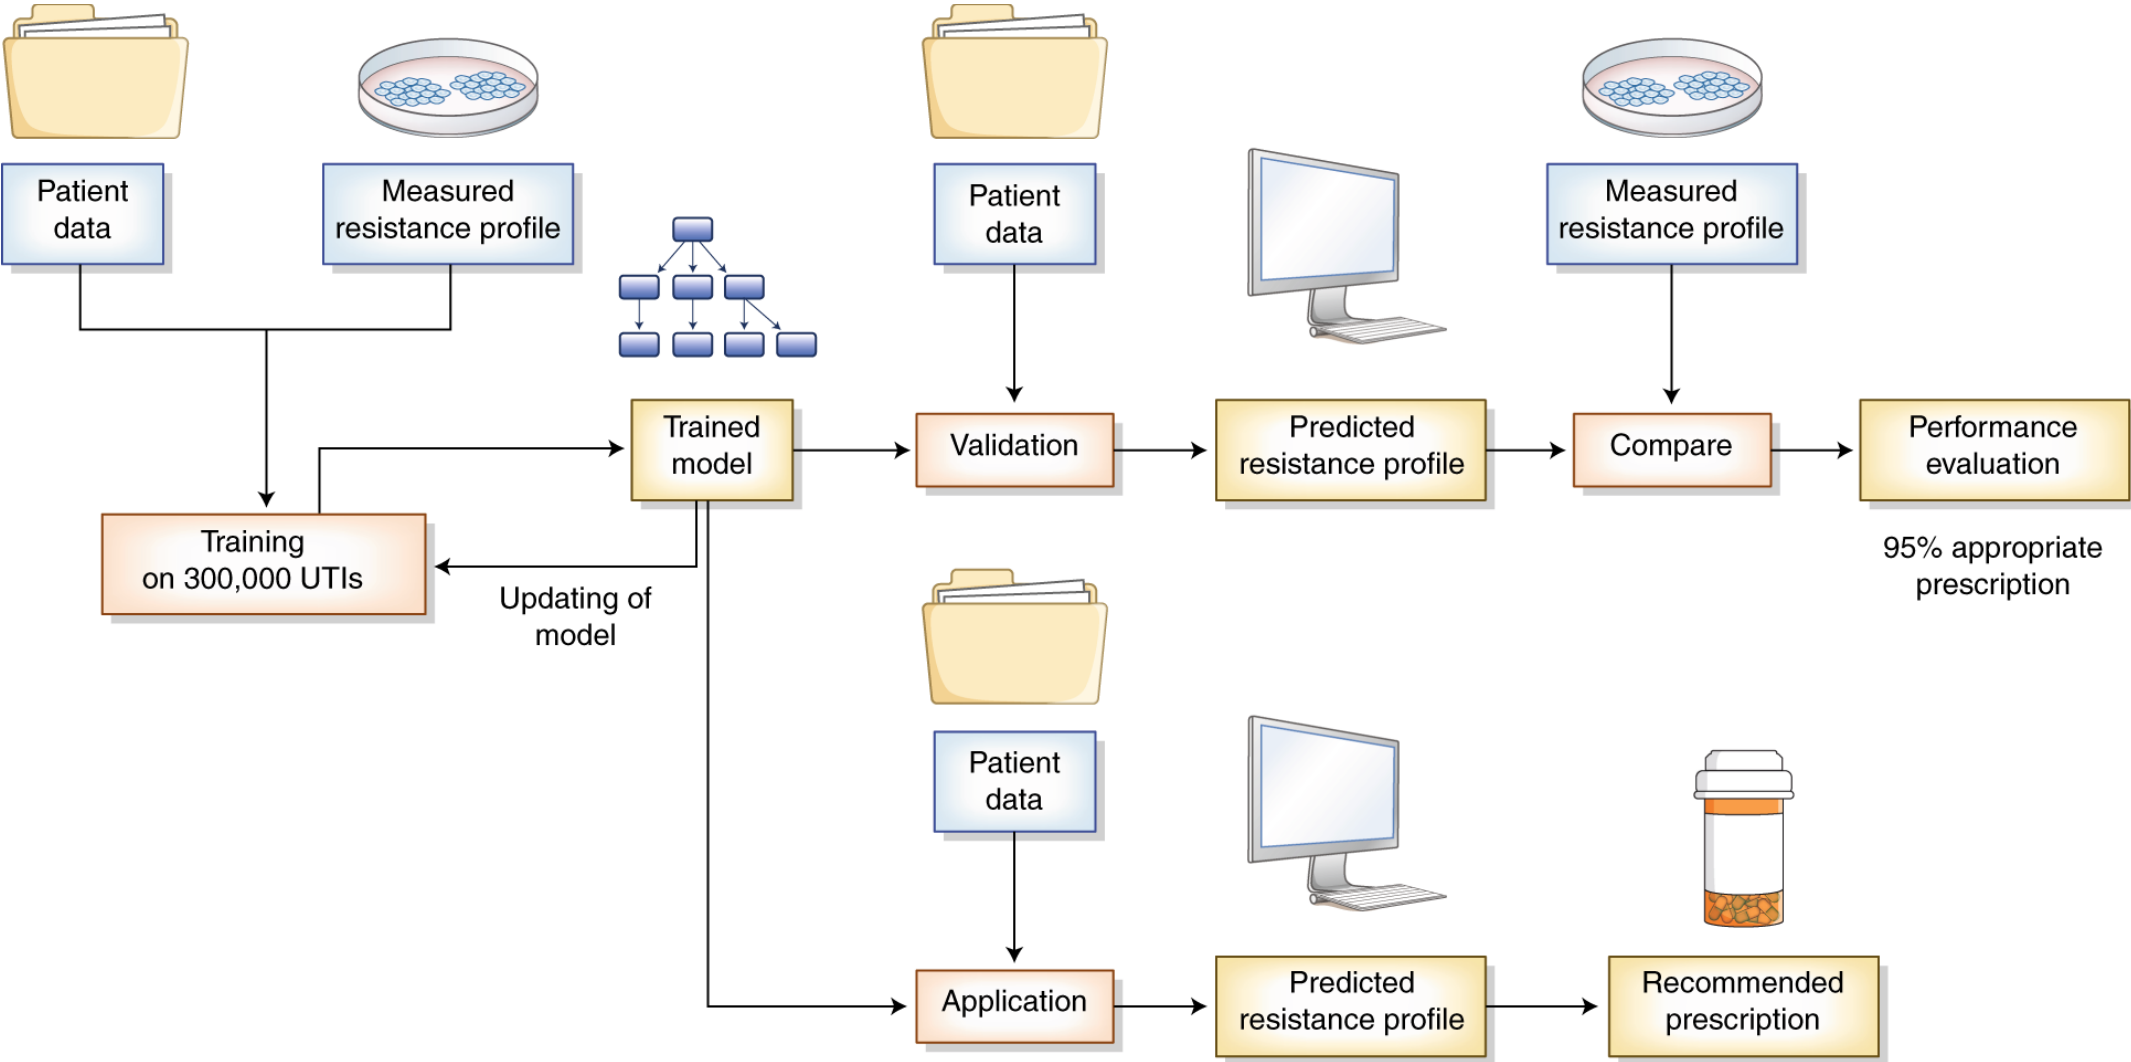 Patient
data
Measured
resistance profile
Patient
data
Measured
resistance profile
Trained
model
Validation
Predicted
resistance profile
Compare
Performance
evaluation
95% appropriate
prescription
Training
on 300,000 UTIs
Updating of
model
Patient
data
Application
Predicted
resistance profile
Recommended
prescription